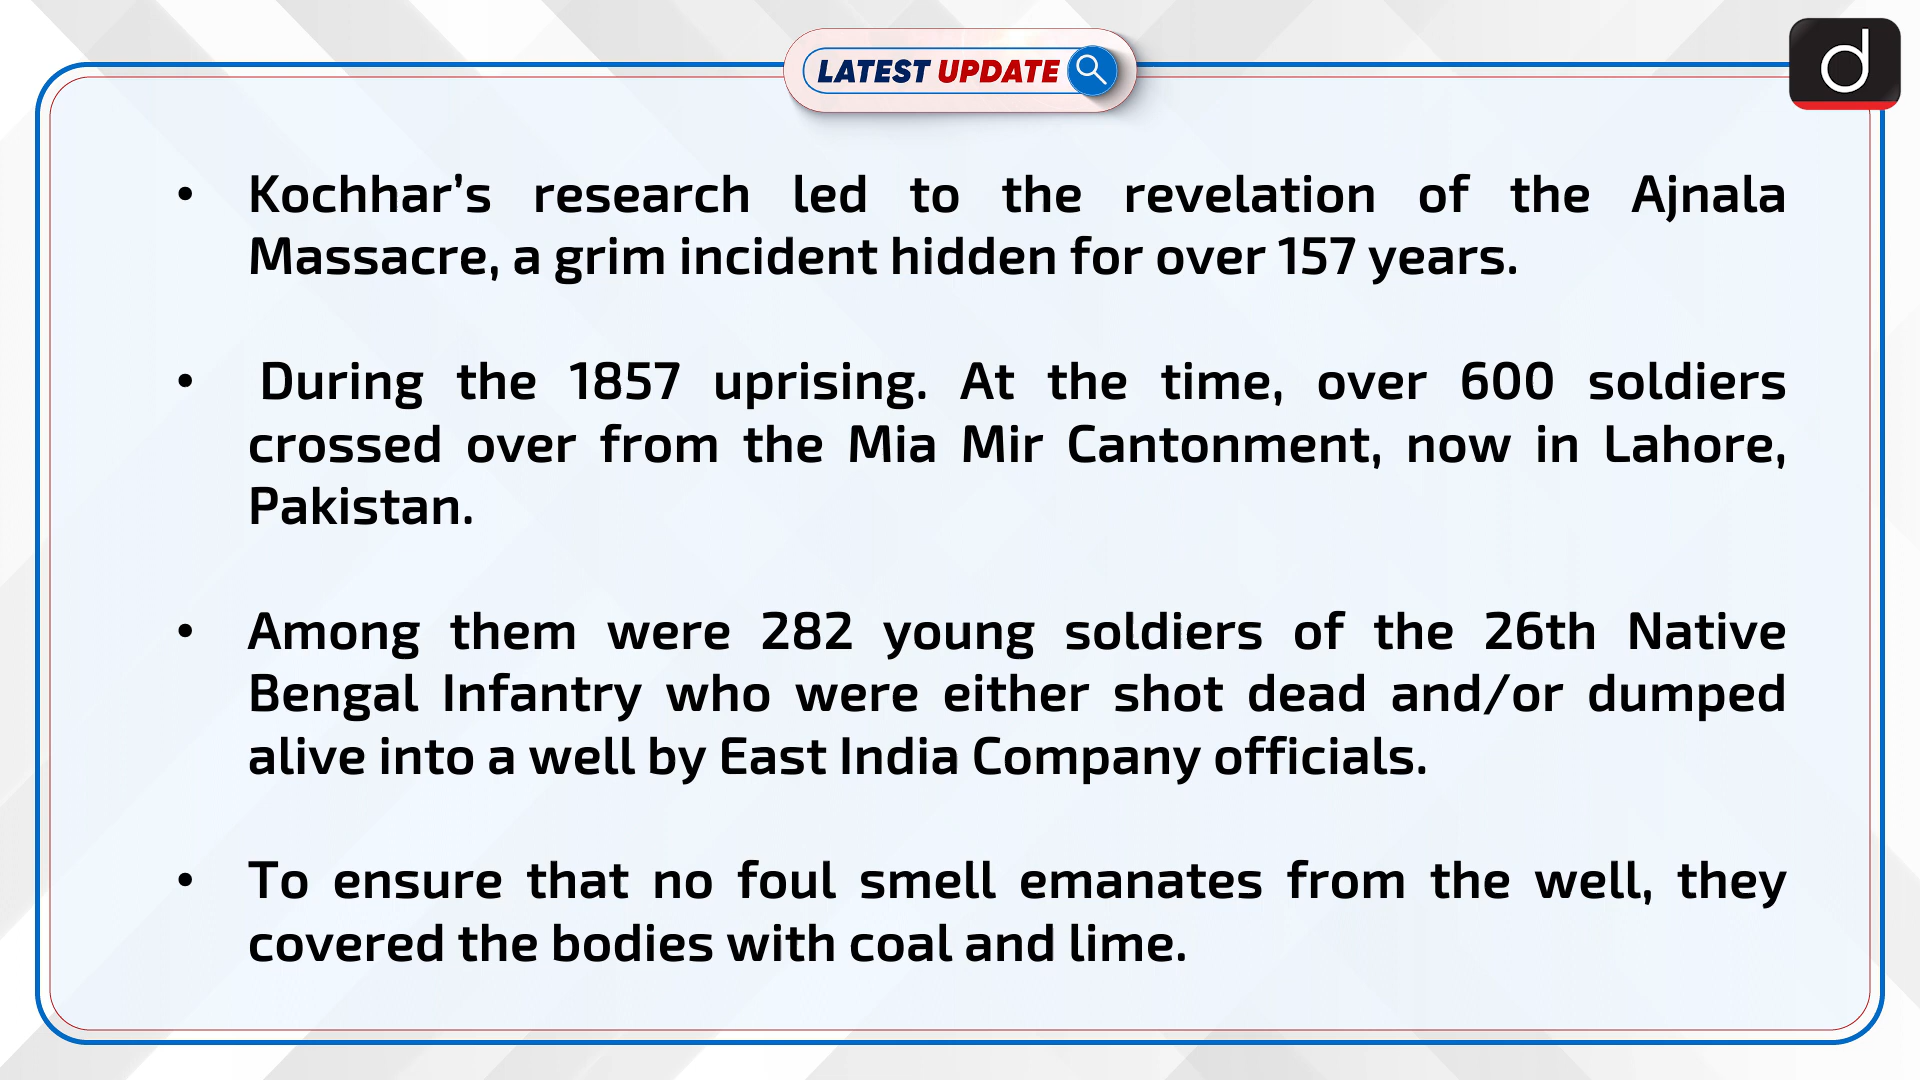 LATEST UPDATE
d
• Kochhar’s research led to the revelation of the Ajnala
Massacre, a grim incident hidden for over 157 years.
• During the 1857 uprising. At the time, over 600 soldiers
crossed over from the Mia Mir Cantonment, now in Lahore,
Pakistan.
• Among them were 282 young soldiers of the 26th Native
Bengal Infantry who were either shot dead and/or dumped
alive into a well by East India Company officials.
• To ensure that no foul smell emanates from the well, they
covered the bodies with coal and lime.